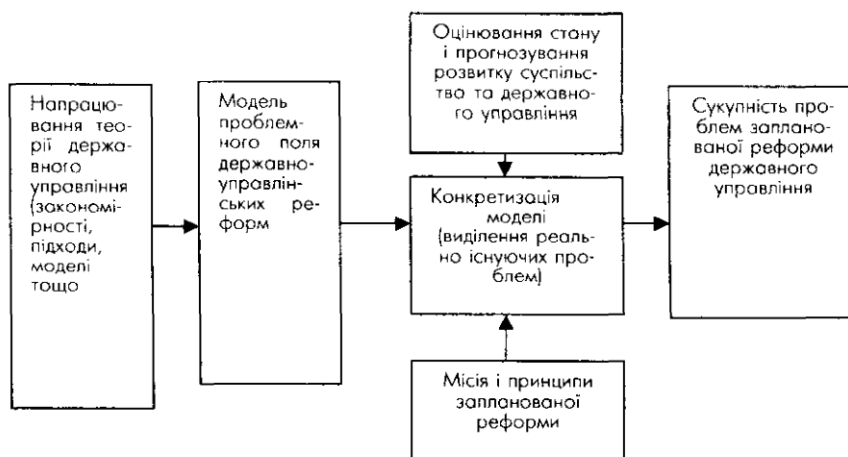 Напрацю-
вання тео-
рії держа-
вного
управління
(закономі-
рності,
підходи,
моделі
тощо
Модель
проблем-
ного поля
державно-
управлін-
ських ре-
форм
Оцінювання стану
і прогнозування
розвитку суспільс-
тво та державно-
го управління
Конкретизація
моделі
(виділення реаль-
но існуючих про-
блем)
Місія і принципи
запланованої
реформи
Сукупність про-
блем заплано-
ваної реформи
державного
управління